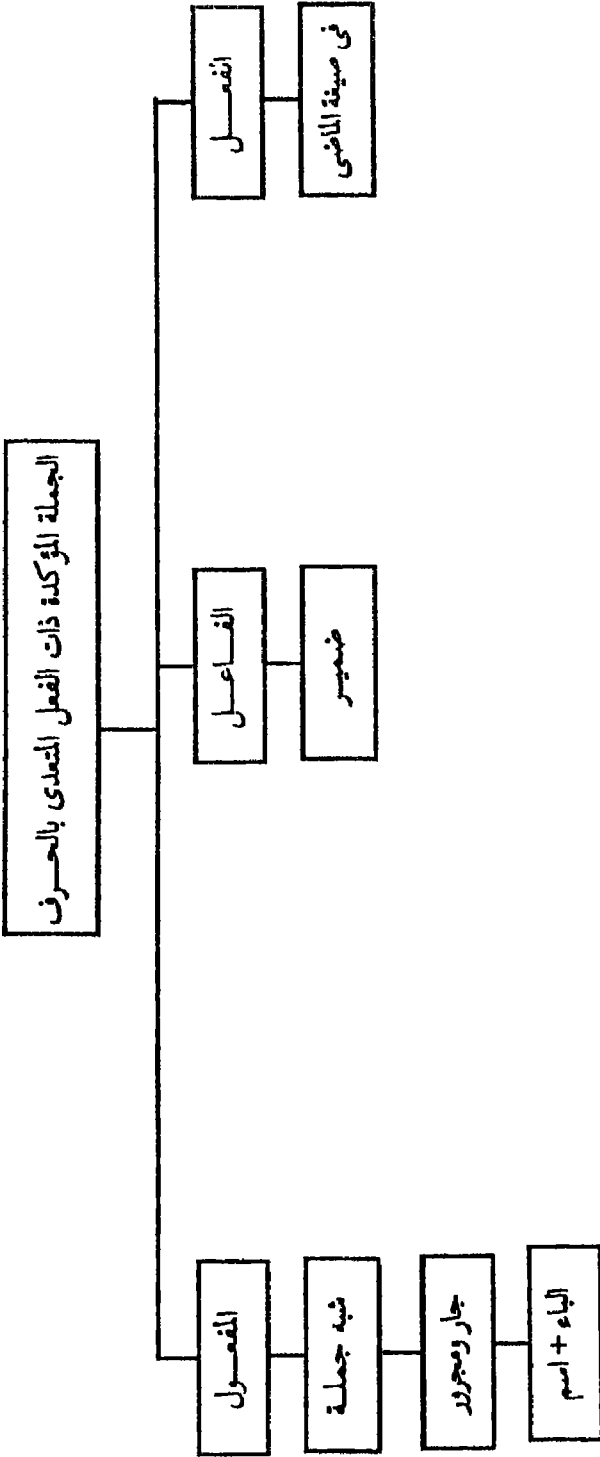 الجملة المؤكدة ذات الفعل المتعدى بالحرف
الفعل
فى صيغة الماضى
الفاعل
ضمير
المفعول
شبه جملة
جار ومجرور
الباء + اسم